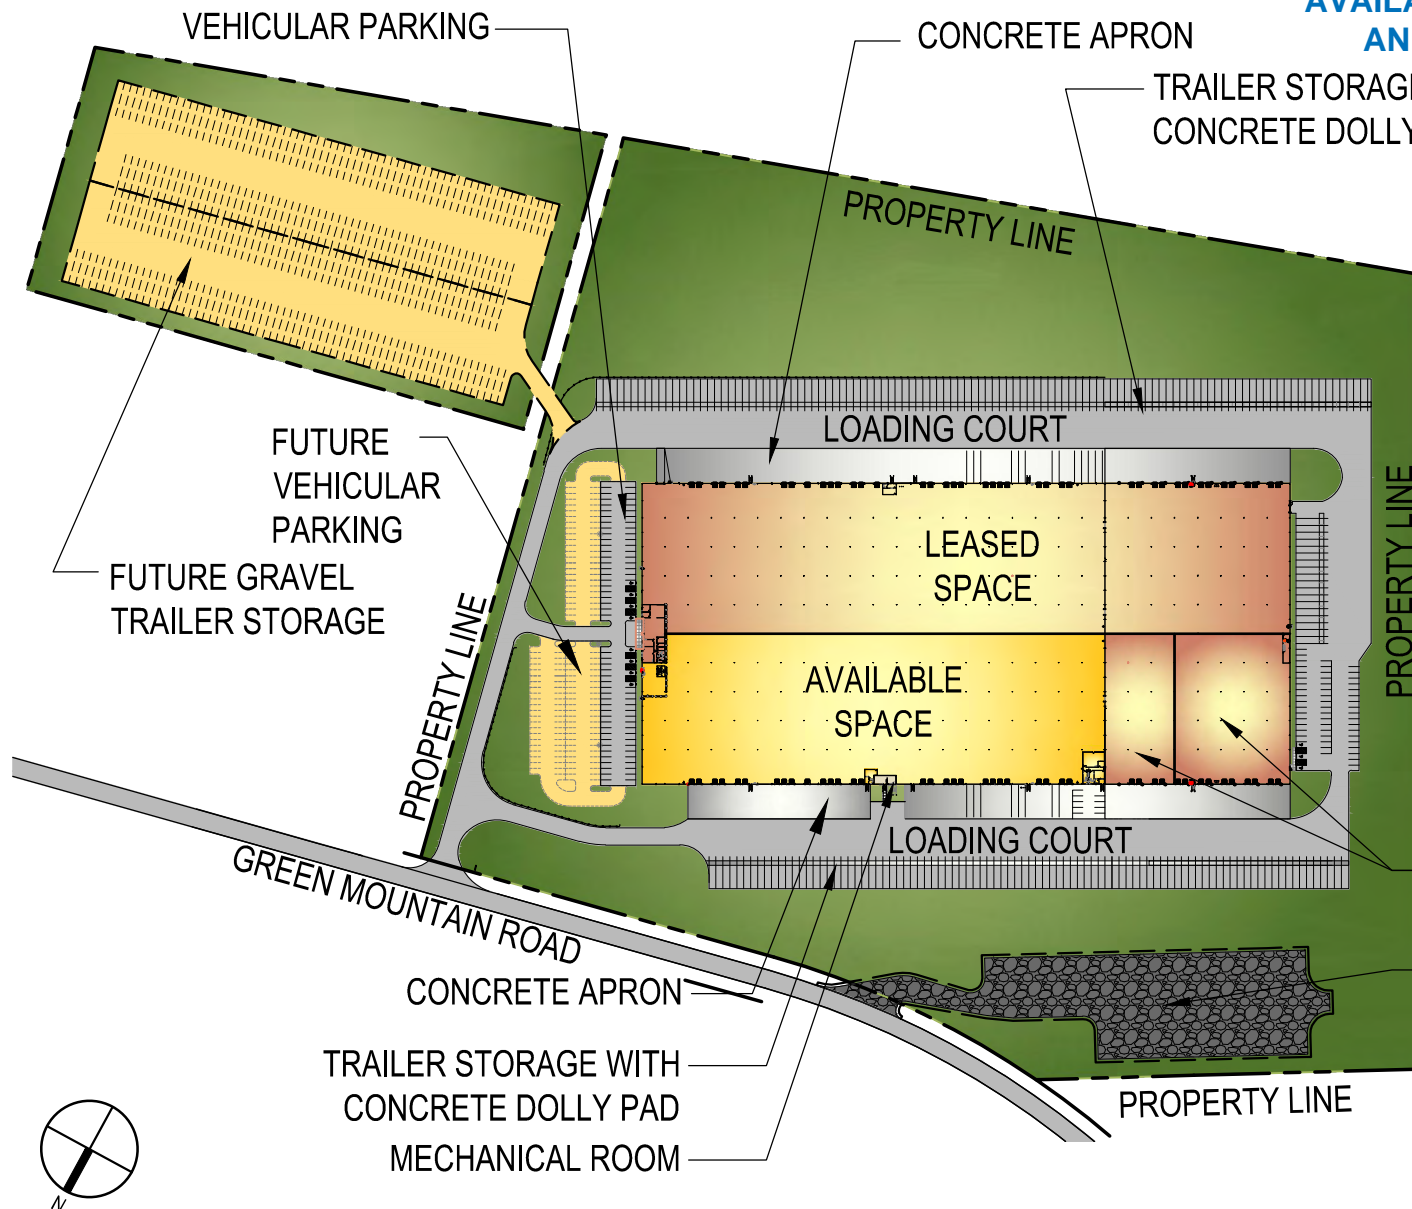 VEHICULAR PARKING
CONCRETE APRON
AN
TRAILER STORAGE
CONCRETE DOLLY
PROPERTY LINE
LOADING COURT
FUTURE
VEHICULAR
PARKING
PROPERTY LINE
LEASED
SPACE
FUTURE GRAVEL
TRAILER STORAGE
PROPERTY LINE
AVAILABLE
SPACE
LOADING COURT
GREEN MOUNTAIN ROAD
CONCRETE APRON
TRAILER STORAGE WITH
CONCRETE DOLLY PAD
PROPERTY LINE
MECHANICAL ROOM
N